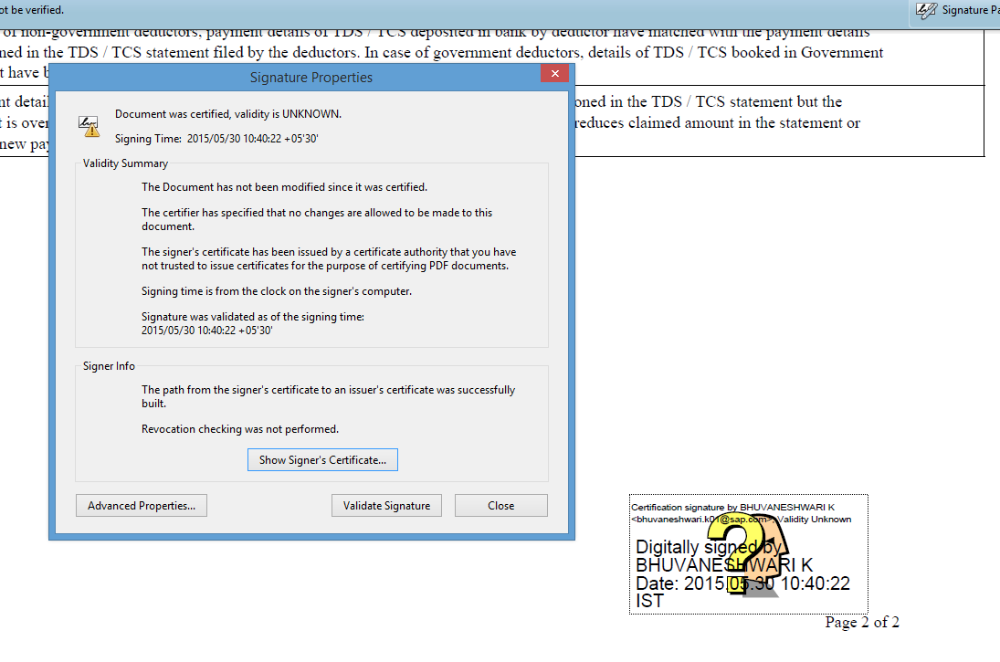 ot be verified.
Signature Pa
of non-government deductors, payment details of TDS / TCS deposited in bank by deductor have matched with the payment details
ned in the TDS / TCS statement filed by the deductors. In case of government deductors, details of TDS / TCS booked in Government
t have b
nt detail
oned in the TDS / TCS statement but the
t is over
reduces claimed amount in the statement or
new pay
Signature Properties
Document was certified, validity is UNKNOWN.
Signing Time: 2015/05/30 10:40:22 +05'30'
Validity Summary
The Document has not been modified since it was certified.
The certifier has specified that no changes are allowed to be made to this
document.
The signer's certificate has been issued by a certificate authority that you have
not trusted to issue certificates for the purpose of certifying PDF documents.
Signing time is from the clock on the signer's computer.
Signature was validated as of the signing time:
2015/05/30 10:40:22 +05'30'
Signer Info
The path from the signer's certificate to an issuer's certificate was successfully
built.
Revocation checking was not performed.
Show Signer's Certificate...
Advanced Properties...
Validate Signature
Close
Certification signature by BHUVANESHWARI K
<bhuvaneshwari.k01@sap.com>, Validity Unknown
Digitally signed by
BHUVANESHWARI K
Date: 2015.05.30 10:40:22
IST
Page 2 of 2